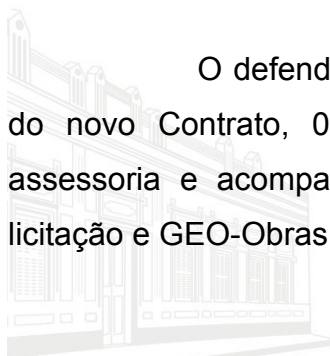 O defend
do novo Contrato, 0
assessoria e acompa
licitação e GEO-Obras